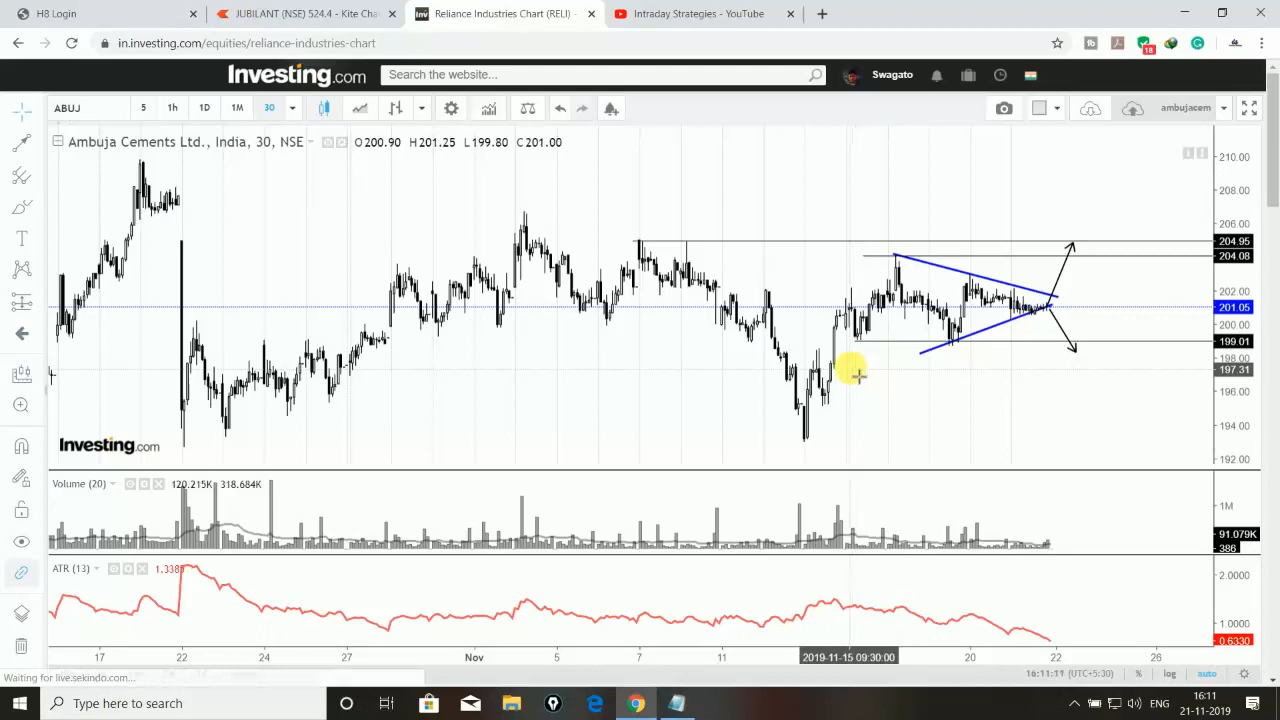 H8 Login
JUBILANT (NSE) 524.4 - Kite Cha
Reliance Industries Chart (RELI) -
Intraday Strategies - YouTube
in.investing.com/equities/reliance-industries-chart
18
Investing.com
Search the website...
Swagato
ABUJ
5
1h
1D
1M
30
ambujacem
Ambuja Cements Ltd., India, 30, NSE
O200.90 H201.25 L199.80 C201.00
210.00
208.00
206.00
204.95
204.08
202.00
201.05
200.00
199.01
198.00
197.31
196.00
194.00
192.00
Investing.com
Volume (20)
120.215K 318.684K
1M
91.079K
386
ATR (13)
2.0000
1.0000
0.6330
17
22
24
27
Nov
5
7
11
2019-11-15 09:30:00
20
22
26
Waiting for live.sekindo.com...
16:11:11 (UTC+5:30)
%
log
auto
Type here to search
ENG
16:11
21-11-2019